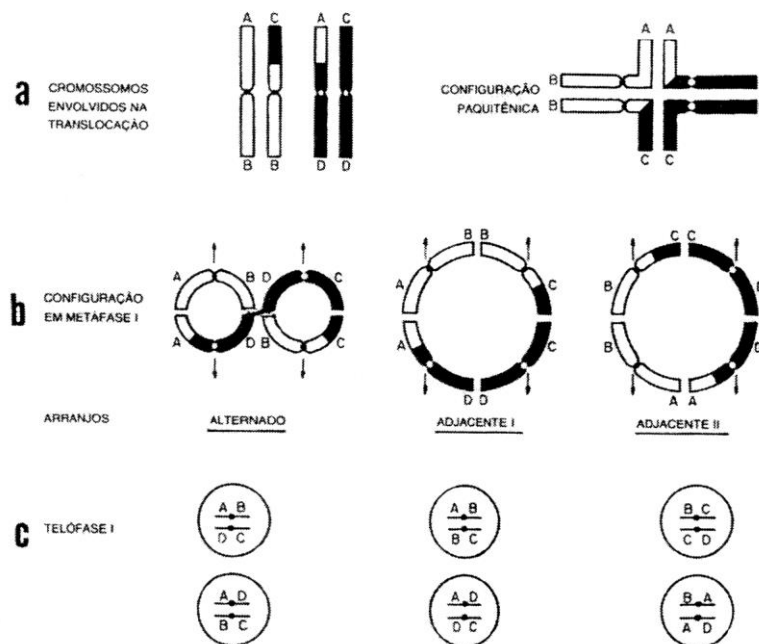 a
CROMOSSOMOS
ENVOLVIDOS NA
TRANSLOCAÇÃO
A C A C
B B D D
CONFIGURAÇÃO
PAQUITÊNICA
A A
B
B
C C
b
CONFIGURAÇÃO
EM METÁFASE I
A B D C
A D B C
B B
A C
A C
D D
C C
B D
B D
A A
ARRANJOS
ALTERNADO
ADJACENTE I
ADJACENTE II
c
TELÓFASE I
A B
D C
A B
B C
B C
C D
A D
B C
A D
D C
B A
A D